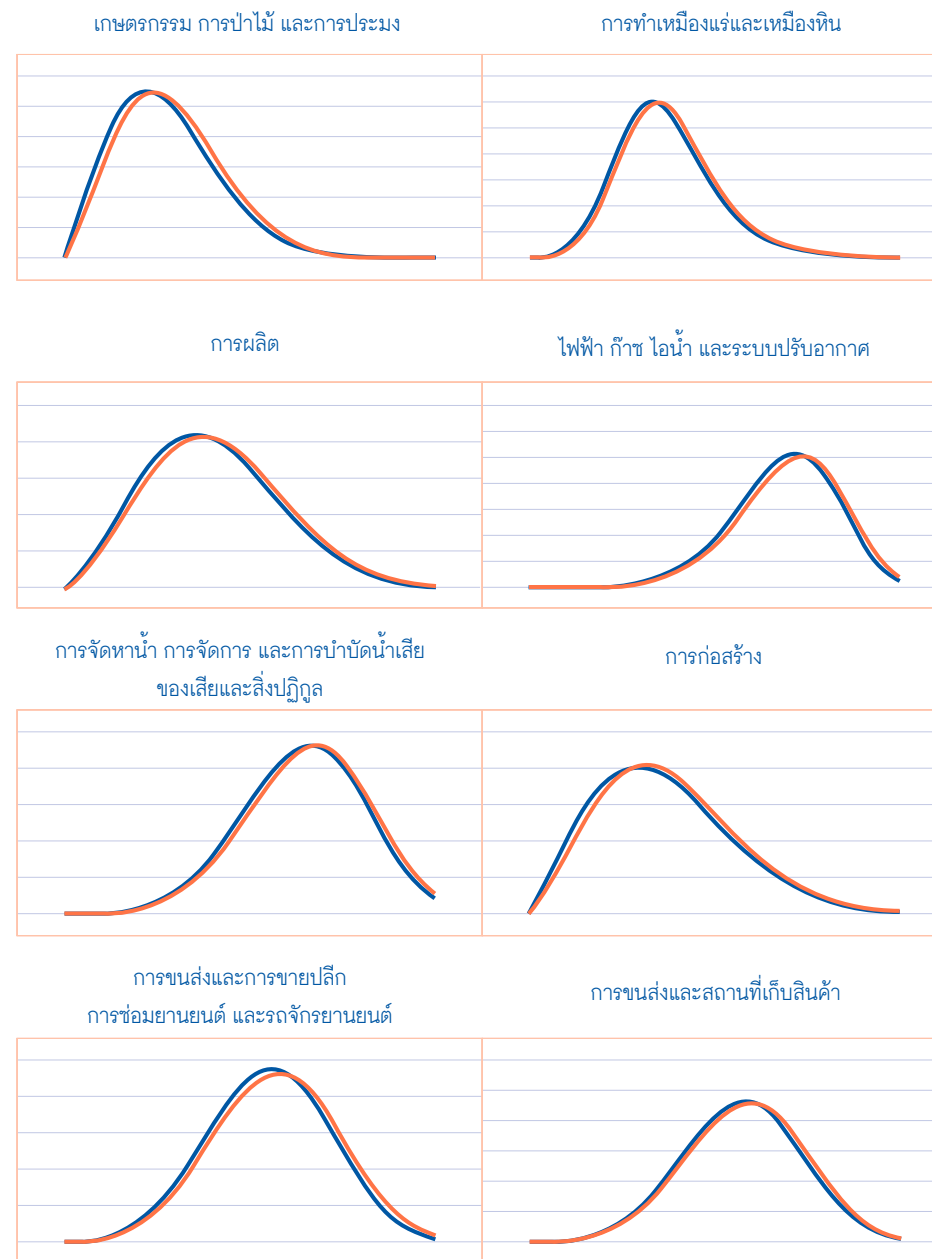 เกษตรกรรม การป่าไม้ และการประมง
การทำเหมืองแร่และเหมืองหิน
การผลิต
ไฟฟ้า ก๊าซ ไอน้ำ และระบบปรับอากาศ
การจัดหาน้ำ การจัดการ และการบำบัดน้ำเสีย
ของเสียและสิ่งปฏิกูล
การก่อสร้าง
การขนส่งและการขายปลีก
การซ่อมยานยนต์ และรถจักรยานยนต์
การขนส่งและสถานที่เก็บสินค้า